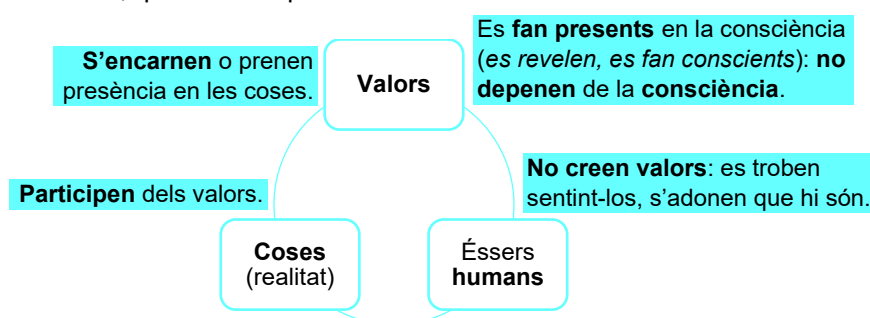 S’encarnen o prenen
presència en les coses.
Valors
Es fan presents en la consciència
(es revelen, es fan conscients): no
depenen de la consciència.
Participen dels valors.
No creen valors: es troben
sentint-los, s’adonen que hi són.
Coses
(realitat)
Éssers
humans